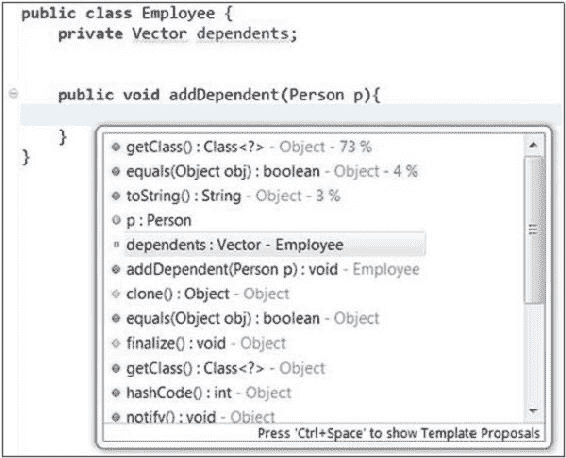 public class Employee {
private Vector dependents;
public void addDependent(Person p){
}
}
getClass() : Class<?> - Object - 73 %
equals(Object obj) : boolean - Object - 4 %
toString() : String - Object - 3 %
p : Person
dependents : Vector - Employee
addDependent(Person p) : void - Employee
clone() : Object - Object
equals(Object obj) : boolean - Object
finalize() : void - Object
getClass() : Class<?> - Object
hashCode() : int - Object
notify() : void - Object
Press 'Ctrl+Space' to show Template Proposals